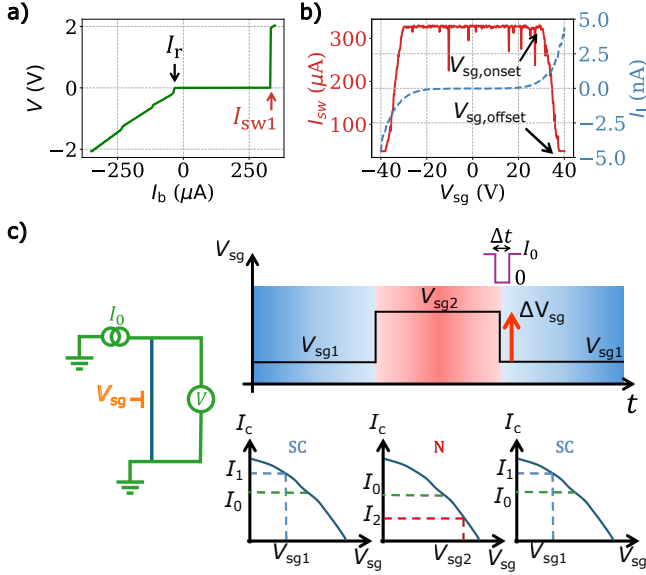 a)
2
0
−2
V (V)
I_r
I_sw1
−250
0
250
I_b (μA)
b)
300
200
100
I_sw (μA)
V_sg,onset
V_sg,offset
5.0
2.5
0.0
−2.5
−5.0
I_l (nA)
−40
−20
0
20
40
V_sg (V)
c)
I_0
V_sg
V
V_sg
Δt
I_0
0
V_sg1
V_sg2
ΔV_sg
V_sg1
t
I_c
SC
I_1
I_0
V_sg1
V_sg
I_c
N
I_0
I_2
V_sg2
V_sg
I_c
SC
I_1
I_0
V_sg1
V_sg